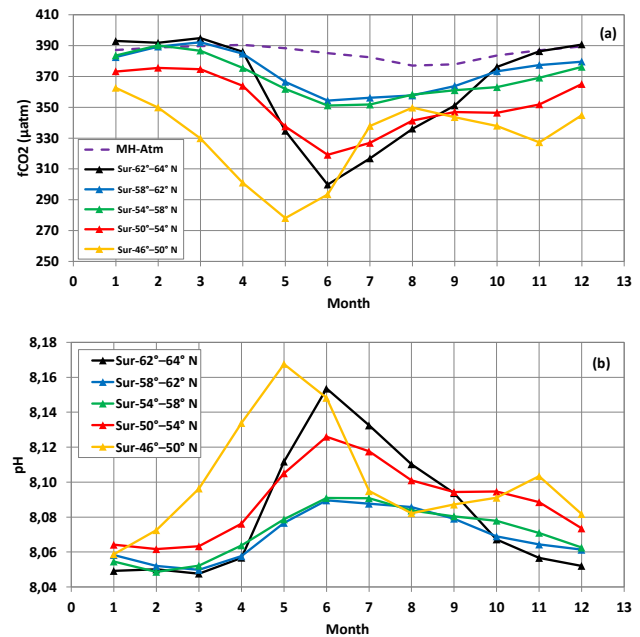 (a)
410
390
370
350
330
310
290
270
250
fCO2 (µatm)
MH-Atm
Sur-62°–64° N
Sur-58°–62° N
Sur-54°–58° N
Sur-50°–54° N
Sur-46°–50° N
0 1 2 3 4 5 6 7 8 9 10 11 12 13
Month
(b)
8,18
8,16
8,14
8,12
8,10
8,08
8,06
8,04
pH
Sur-62°–64° N
Sur-58°–62° N
Sur-54°–58° N
Sur-50°–54° N
Sur-46°–50° N
0 1 2 3 4 5 6 7 8 9 10 11 12 13
Month